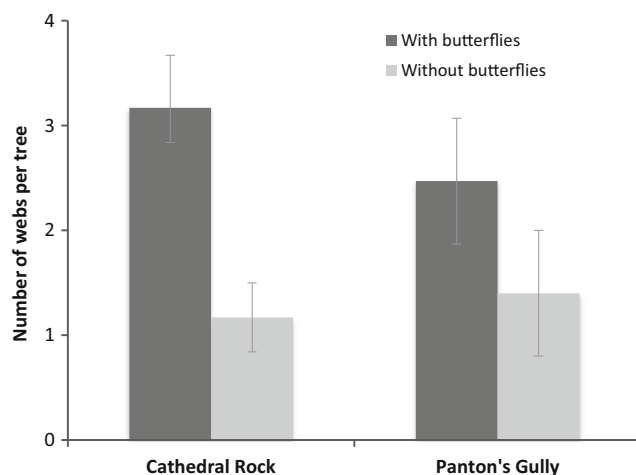 4
With butterflies
Without butterflies
3
2
1
0
Number of webs per tree
Cathedral Rock
Panton's Gully